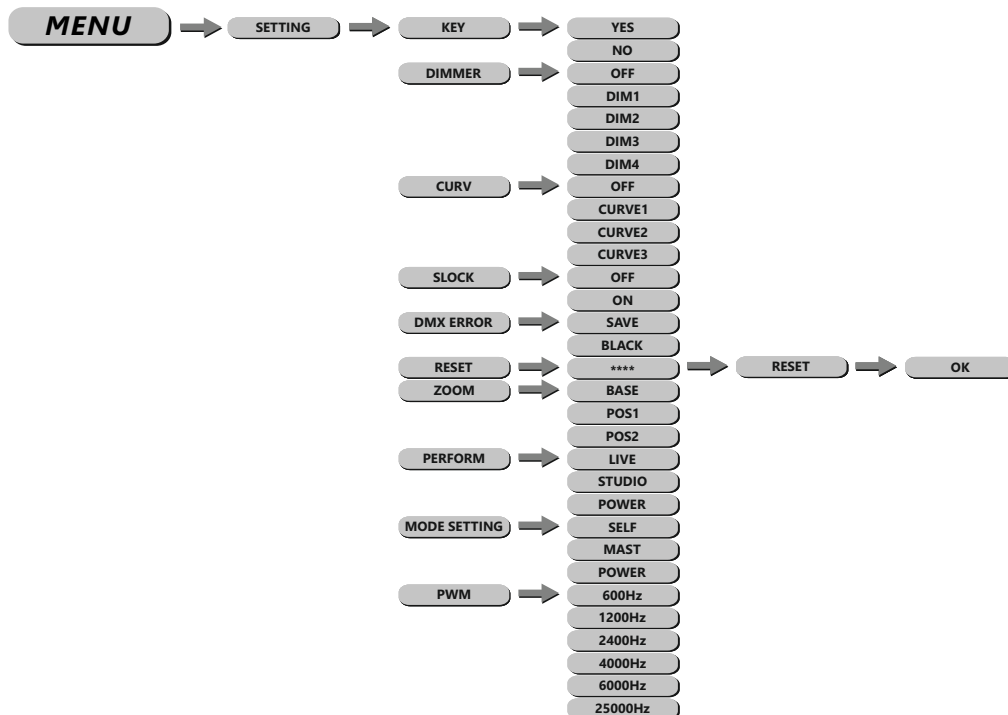 MENU SETTING KEY YES
NO
DIMMER OFF
DIM1
DIM2
DIM3
DIM4
CURV OFF
CURVE1
CURVE2
CURVE3
SLOCK OFF
ON
DMX ERROR SAVE
BLACK
RESET **** RESET OK
ZOOM BASE
POS1
POS2
PERFORM LIVE
STUDIO
POWER
MODE SETTING SELF
MAST
POWER
PWM 600Hz
1200Hz
2400Hz
4000Hz
6000Hz
25000Hz